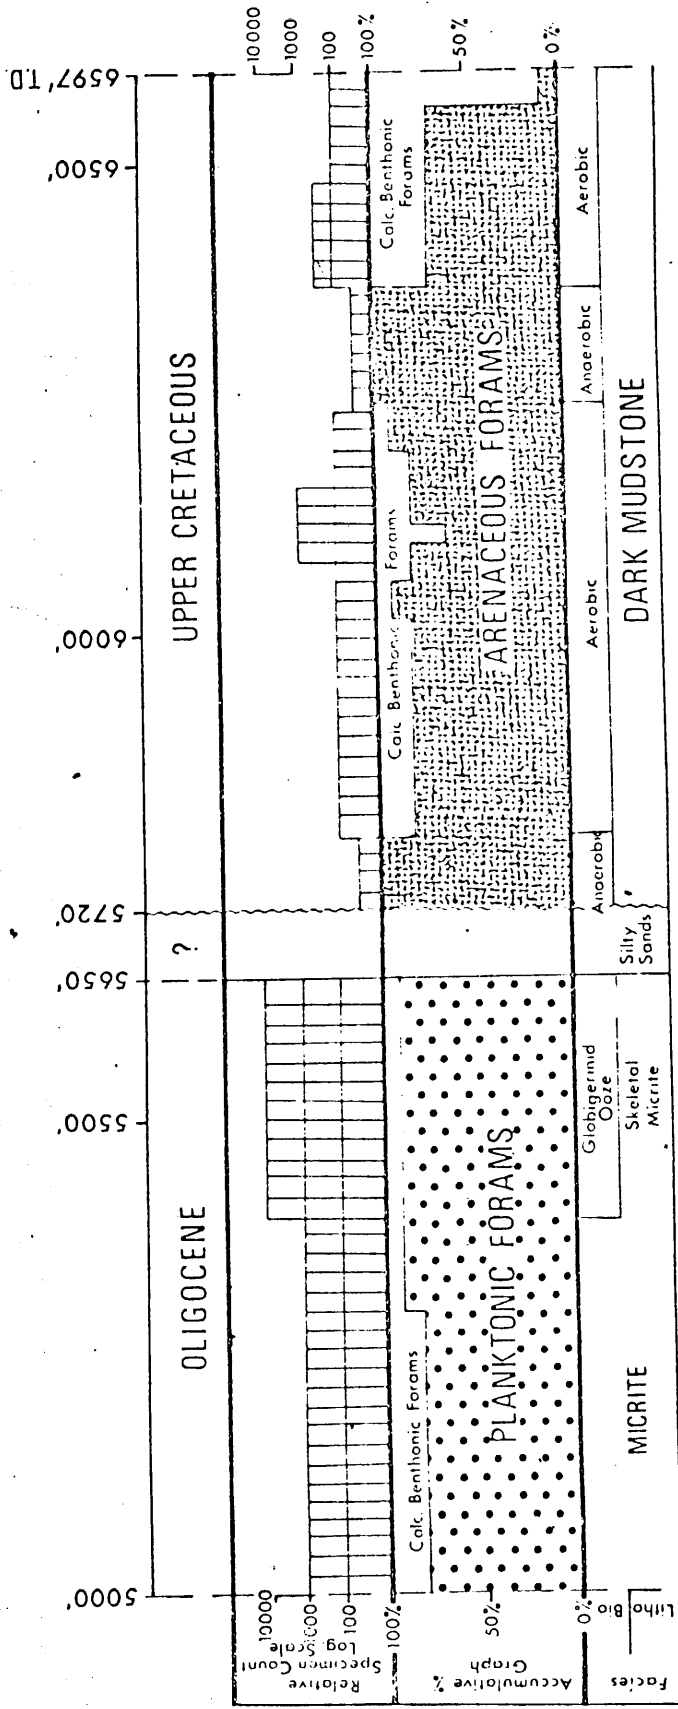 5000'
5500'
5650'
5720'
6000'
6500'
6597' T.D.
OLIGOCENE
?
UPPER CRETACEOUS
Relative
Specimen Count
Log. Scale
10000
1000
100
10000
1000
100
Accumulative %
Graph
100%
50%
0%
100%
50%
0%
Calc. Benthonic Forams
PLANKTONIC FORAMS
Calc. Benthonic Forams
ARENACEOUS FORAMS
Calc. Benthonic
Forams
Facies
Bio
Litho
Globigerinid
Ooze
Anaerobic
Aerobic
Anaerobic
Aerobic
MICRITE
Skeletal
Micrite
Silty
Sands
DARK MUDSTONE